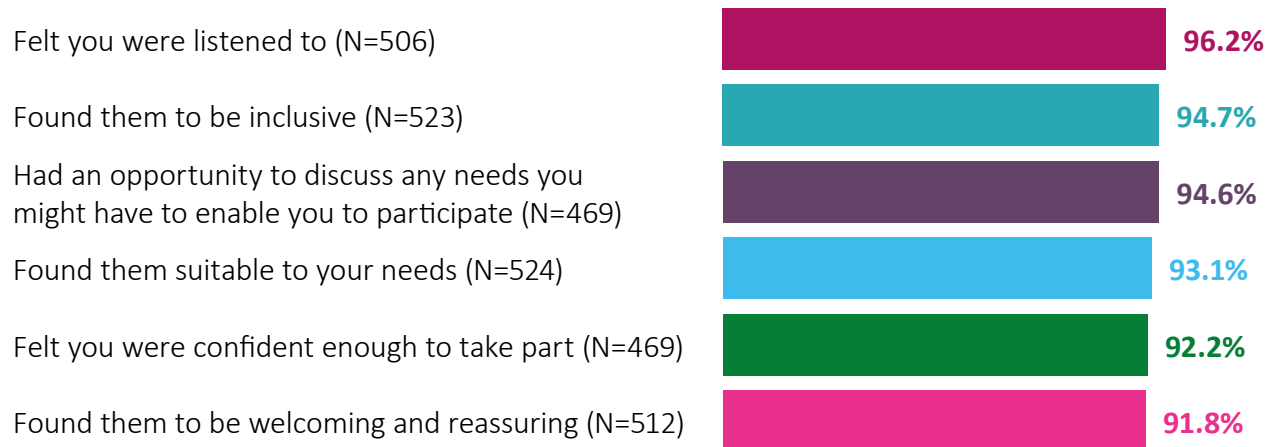 Felt you were listened to (N=506)
96.2%
Found them to be inclusive (N=523)
94.7%
Had an opportunity to discuss any needs you
might have to enable you to participate (N=469)
94.6%
Found them suitable to your needs (N=524)
93.1%
Felt you were confident enough to take part (N=469)
92.2%
Found them to be welcoming and reassuring (N=512)
91.8%